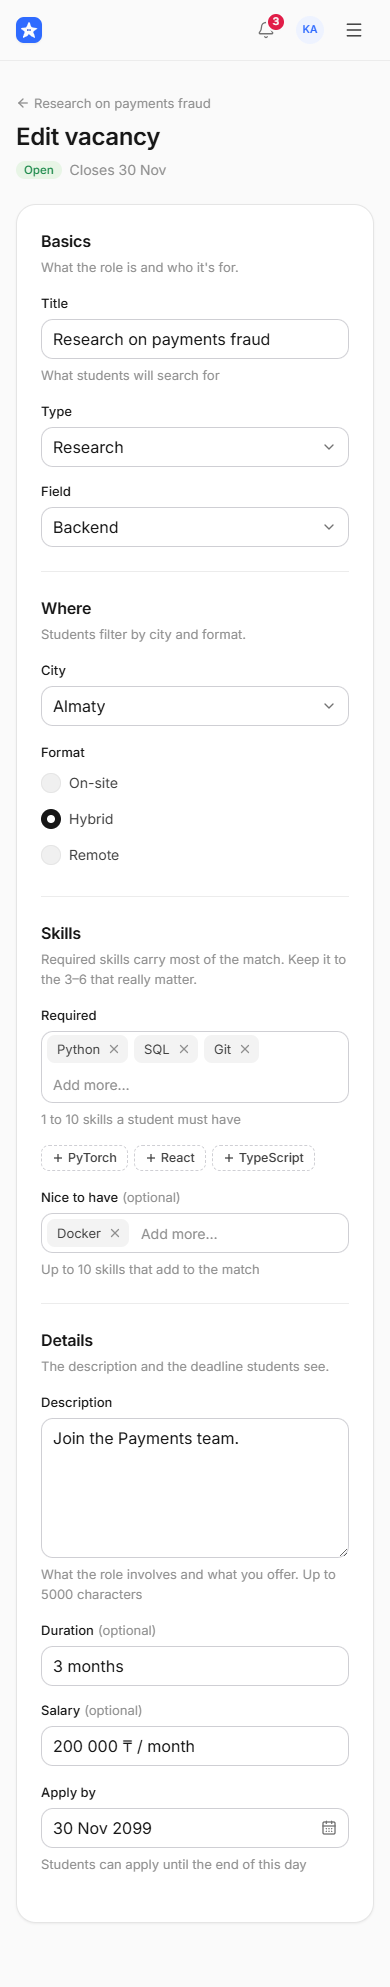 3
KA
← Research on payments fraud
Edit vacancy
Open Closes 30 Nov
Basics
What the role is and who it's for.
Title
Research on payments fraud
What students will search for
Type
Research
Field
Backend
Where
Students filter by city and format.
City
Almaty
Format
On-site
Hybrid
Remote
Skills
Required skills carry most of the match. Keep it to
the 3–6 that really matter.
Required
Python × SQL × Git ×
Add more...
1 to 10 skills a student must have
+ PyTorch + React + TypeScript
Nice to have (optional)
Docker × Add more...
Up to 10 skills that add to the match
Details
The description and the deadline students see.
Description
Join the Payments team.
What the role involves and what you offer. Up to
5000 characters
Duration (optional)
3 months
Salary (optional)
200 000 ₸ / month
Apply by
30 Nov 2099
Students can apply until the end of this day